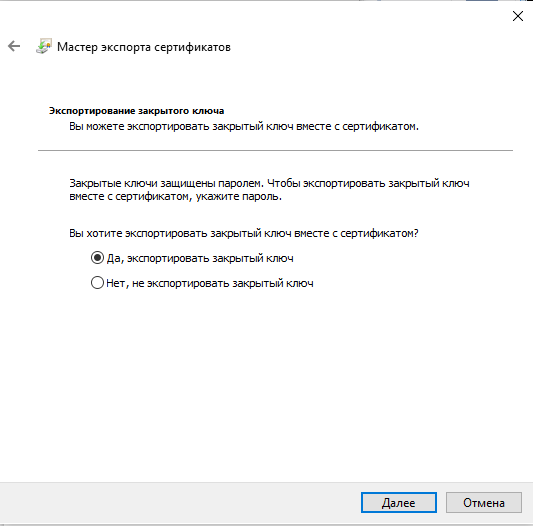 Мастер экспорта сертификатов
Экспортирование закрытого ключа
Вы можете экспортировать закрытый ключ вместе с сертификатом.
Закрытые ключи защищены паролем. Чтобы экспортировать закрытый ключ
вместе с сертификатом, укажите пароль.
Вы хотите экспортировать закрытый ключ вместе с сертификатом?
Да, экспортировать закрытый ключ
Нет, не экспортировать закрытый ключ
Далее
Отмена